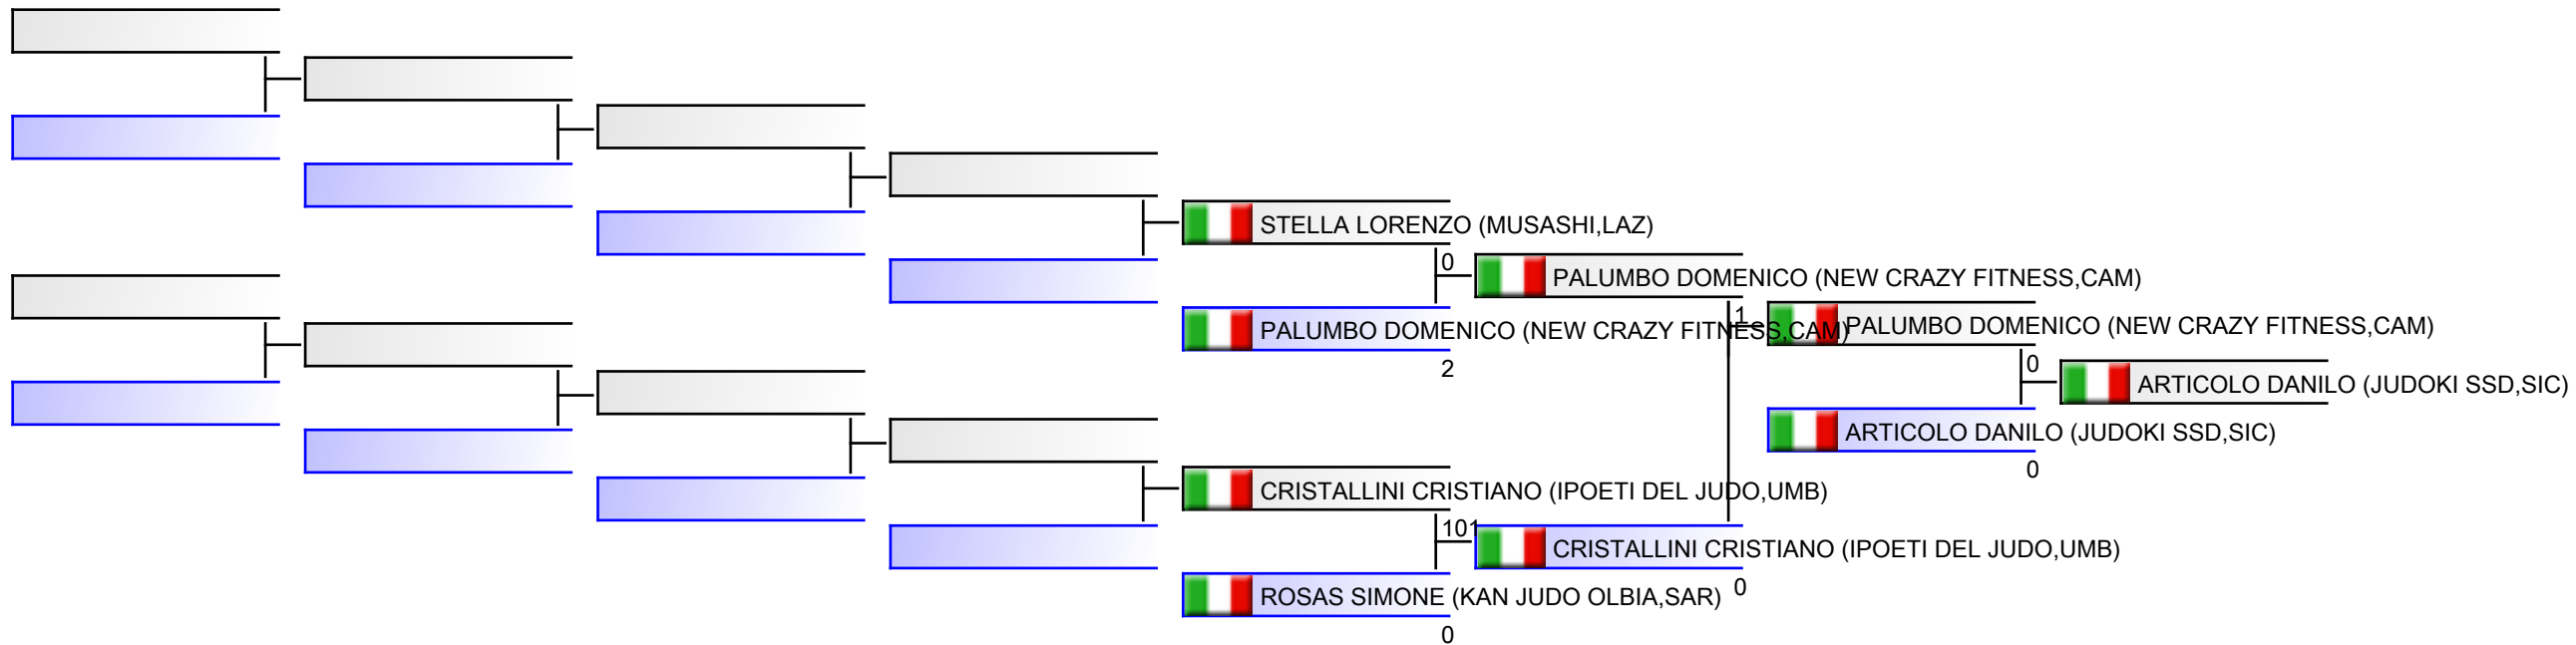 STELLA LORENZO (MUSASHI,LAZ)
0
PALUMBO DOMENICO (NEW CRAZY FITNESS,CAM)
PALUMBO DOMENICO (NEW CRAZY FITNESS,CAM)
2
1
PALUMBO DOMENICO (NEW CRAZY FITNESS,CAM)
0
ARTICOLO DANILO (JUDOKI SSD,SIC)
ARTICOLO DANILO (JUDOKI SSD,SIC)
0
CRISTALLINI CRISTIANO (IPOETI DEL JUDO,UMB)
101
CRISTALLINI CRISTIANO (IPOETI DEL JUDO,UMB)
0
ROSAS SIMONE (KAN JUDO OLBIA,SAR)
0